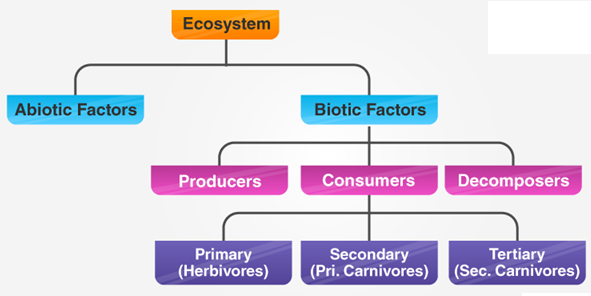 Ecosystem
Abiotic Factors
Biotic Factors
Producers
Consumers
Decomposers
Primary
(Herbivores)
Secondary
(Pri. Carnivores)
Tertiary
(Sec. Carnivores)